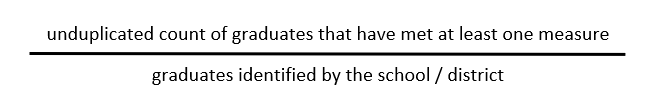 unduplicated count of graduates that have met at least one measure
graduates identified by the school / district